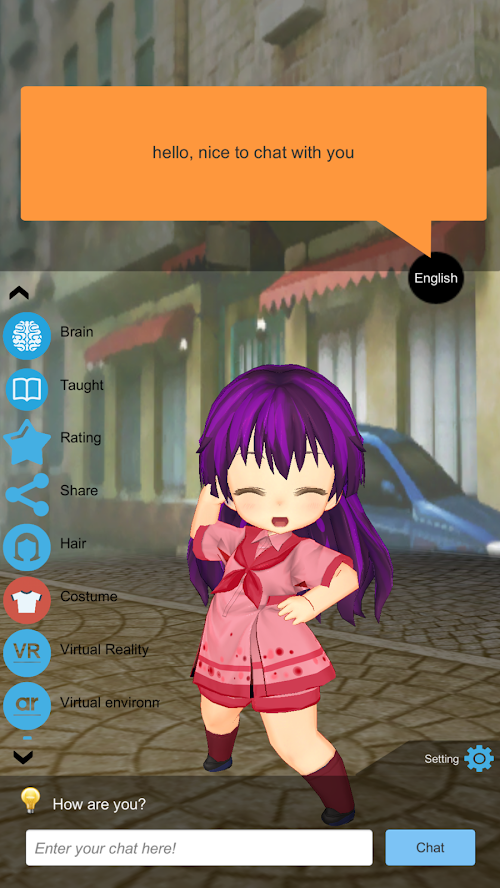 hello, nice to chat with you
English
Brain
Taught
Rating
Share
Hair
Costume
VR
Virtual Reality
ar
Virtual environm
Setting
How are you?
Enter your chat here!
Chat